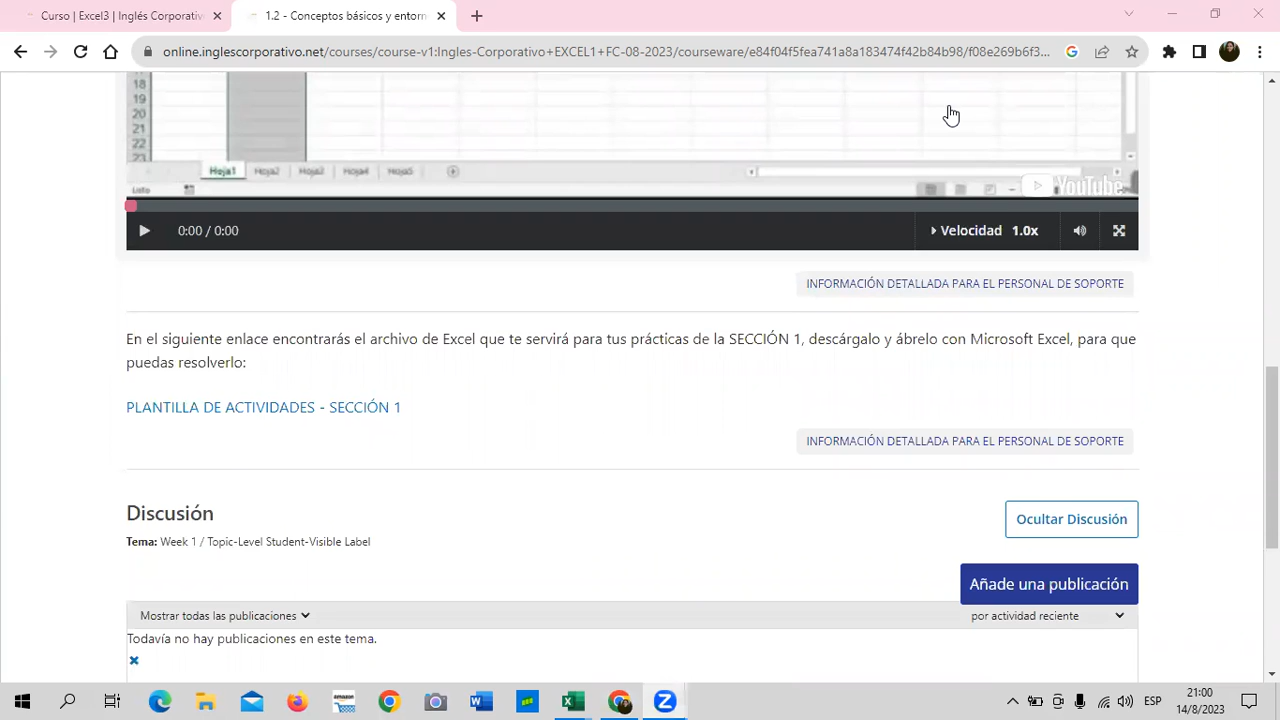 Curso | Excel3 | Inglés Corporativo
1.2 - Conceptos básicos y entorn
online.inglescorporativo.net/courses/course-v1:Ingles-Corporativo+EXCEL1+FC-08-2023/courseware/e84f04f5fea741a8a183474f42b84b98/f08e269b6f3...
18
19
20
21
22
23
Hoja1 Hoja2 Hoja3 Hoja4 Hoja5
Listo
YouTube
0:00 / 0:00
Velocidad 1.0x
INFORMACIÓN DETALLADA PARA EL PERSONAL DE SOPORTE
En el siguiente enlace encontrarás el archivo de Excel que te servirá para tus prácticas de la SECCIÓN 1, descárgalo y ábrelo con Microsoft Excel, para que
puedas resolverlo:
PLANTILLA DE ACTIVIDADES - SECCIÓN 1
INFORMACIÓN DETALLADA PARA EL PERSONAL DE SOPORTE
Discusión
Ocultar Discusión
Tema: Week 1 / Topic-Level Student-Visible Label
Añade una publicación
Mostrar todas las publicaciones
por actividad reciente
Todavía no hay publicaciones en este tema.
ESP
21:00
14/8/2023